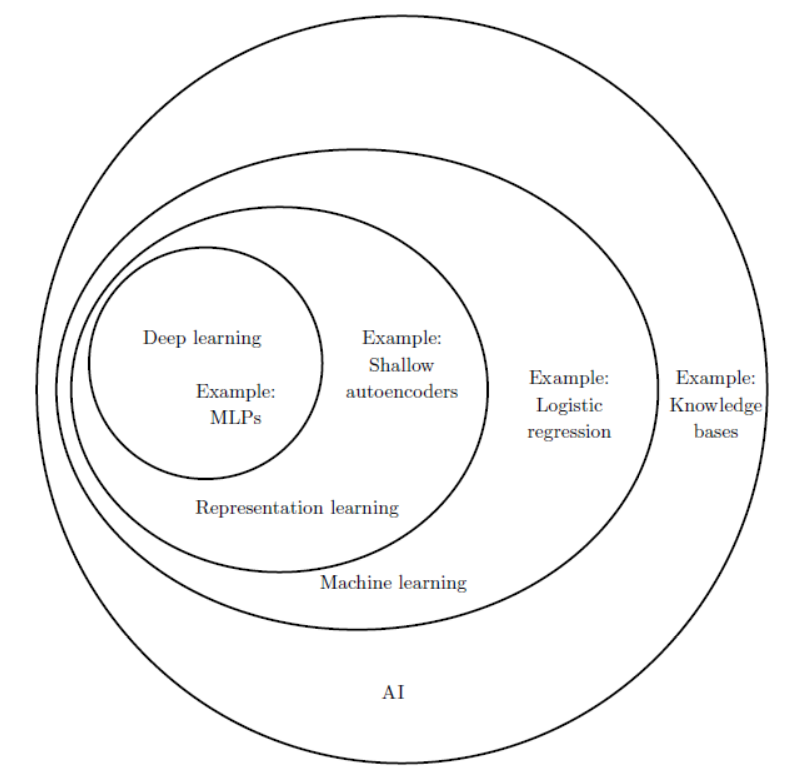 Deep learning
Example:
MLPs
Example:
Shallow
autoencoders
Example:
Logistic
regression
Example:
Knowledge
bases
Representation learning
Machine learning
AI